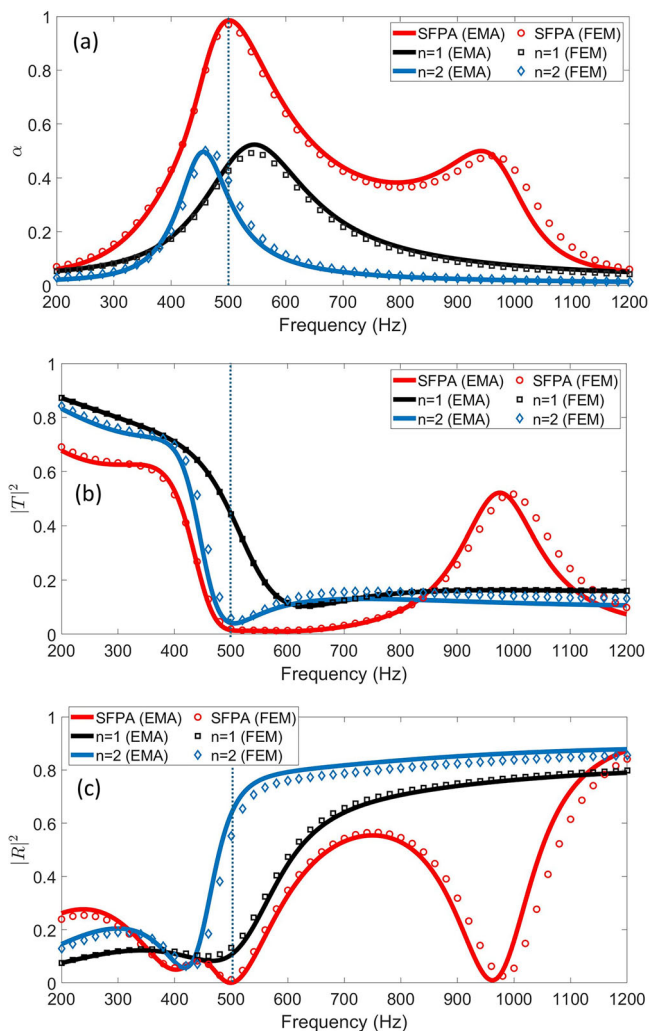 (a)
SFPA (EMA) SFPA (FEM)
n=1 (EMA) n=1 (FEM)
n=2 (EMA) n=2 (FEM)
α
1
0.8
0.6
0.4
0.2
0
200 300 400 500 600 700 800 900 1000 1100 1200
Frequency (Hz)
(b)
SFPA (EMA) SFPA (FEM)
n=1 (EMA) n=1 (FEM)
n=2 (EMA) n=2 (FEM)
|T|²
1
0.8
0.6
0.4
0.2
0
200 300 400 500 600 700 800 900 1000 1100 1200
Frequency (Hz)
SFPA (EMA) SFPA (FEM)
n=1 (EMA) n=1 (FEM)
n=2 (EMA) n=2 (FEM)
(c)
|R|²
1
0.8
0.6
0.4
0.2
0
200 300 400 500 600 700 800 900 1000 1100 1200
Frequency (Hz)